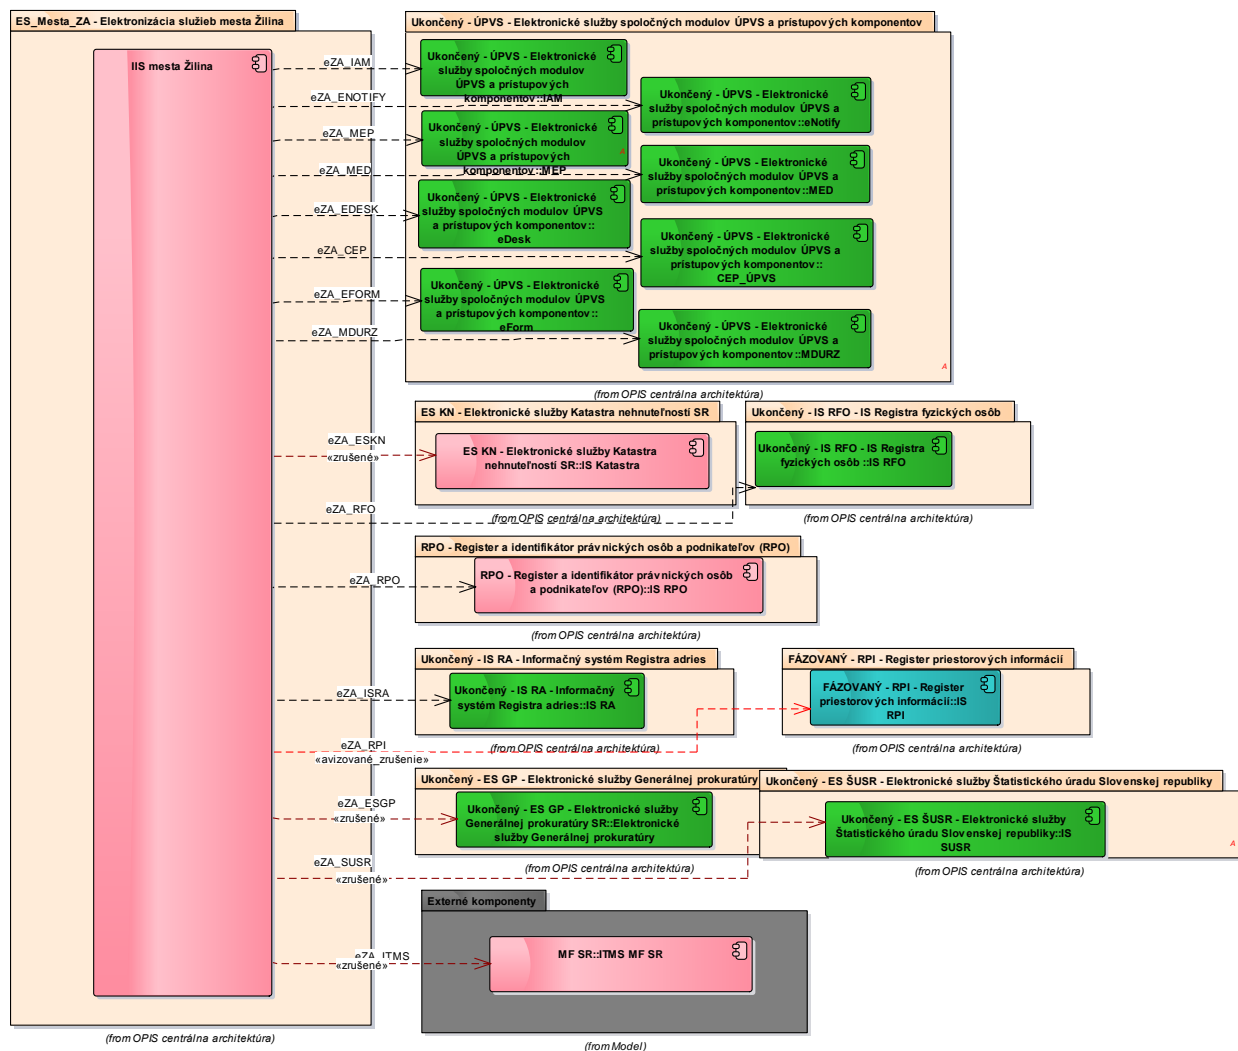 ES_Mesta_ZA - Elektronizácia služieb mesta Žilina
IIS mesta Žilina
(from OPIS centrálna architektúra)
Ukončený - ÚPVS - Elektronické služby spoločných modulov ÚPVS a prístupových komponentov
eZA_IAM
Ukončený - ÚPVS - Elektronické
služby spoločných modulov
ÚPVS a prístupových
komponentov::IAM
eZA_ENOTIFY
Ukončený - ÚPVS - Elektronické
služby spoločných modulov ÚPVS a
prístupových komponentov::eNotify
eZA_MEP
Ukončený - ÚPVS - Elektronické
služby spoločných modulov
ÚPVS a prístupových
komponentov::MEP
A
eZA_MED
Ukončený - ÚPVS - Elektronické
služby spoločných modulov ÚPVS a
prístupových komponentov::MED
eZA_EDESK
Ukončený - ÚPVS - Elektronické
služby spoločných modulov ÚPVS
a prístupových komponentov::
eDesk
eZA_CEP
Ukončený - ÚPVS - Elektronické
služby spoločných modulov ÚPVS a
prístupových komponentov::
CEP_ÚPVS
eZA_EFORM
Ukončený - ÚPVS - Elektronické
služby spoločných modulov ÚPVS
a prístupových komponentov::
eForm
eZA_MDURZ
Ukončený - ÚPVS - Elektronické
služby spoločných modulov ÚPVS a
prístupových komponentov::MDURZ
A
(from OPIS centrálna architektúra)
ES KN - Elektronické služby Katastra nehnuteľností SR
eZA_ESKN
«zrušené»
ES KN - Elektronické služby Katastra
nehnuteľností SR::IS Katastra
(from OPIS centrálna architektúra)
Ukončený - IS RFO - IS Registra fyzických osôb
Ukončený - IS RFO - IS Registra
fyzických osôb ::IS RFO
(from OPIS centrálna architektúra)
eZA_RFO
RPO - Register a identifikátor právnických osôb a podnikateľov (RPO)
eZA_RPO
RPO - Register a identifikátor právnických osôb
a podnikateľov (RPO)::IS RPO
(from OPIS centrálna architektúra)
Ukončený - IS RA - Informačný systém Registra adries
eZA_ISRA
Ukončený - IS RA - Informačný
systém Registra adries::IS RA
(from OPIS centrálna architektúra)
FÁZOVANÝ - RPI - Register priestorových informácií
FÁZOVANÝ - RPI - Register
priestorových informácií::IS
RPI
(from OPIS centrálna architektúra)
eZA_RPI
«avizované_zrušenie»
Ukončený - ES GP - Elektronické služby Generálnej prokuratúry
eZA_ESGP
«zrušené»
Ukončený - ES GP - Elektronické služby
Generálnej prokuratúry SR::Elektronické
služby Generálnej prokuratúry
(from OPIS centrálna architektúra)
Ukončený - ES ŠUSR - Elektronické služby Štatistického úradu Slovenskej republiky
Ukončený - ES ŠUSR - Elektronické služby
Štatistického úradu Slovenskej republiky::IS
SUSR
A
(from OPIS centrálna architektúra)
eZA_SUSR
«zrušené»
Externé komponenty
eZA_ITMS
«zrušené»
MF SR::ITMS MF SR
(from Model)